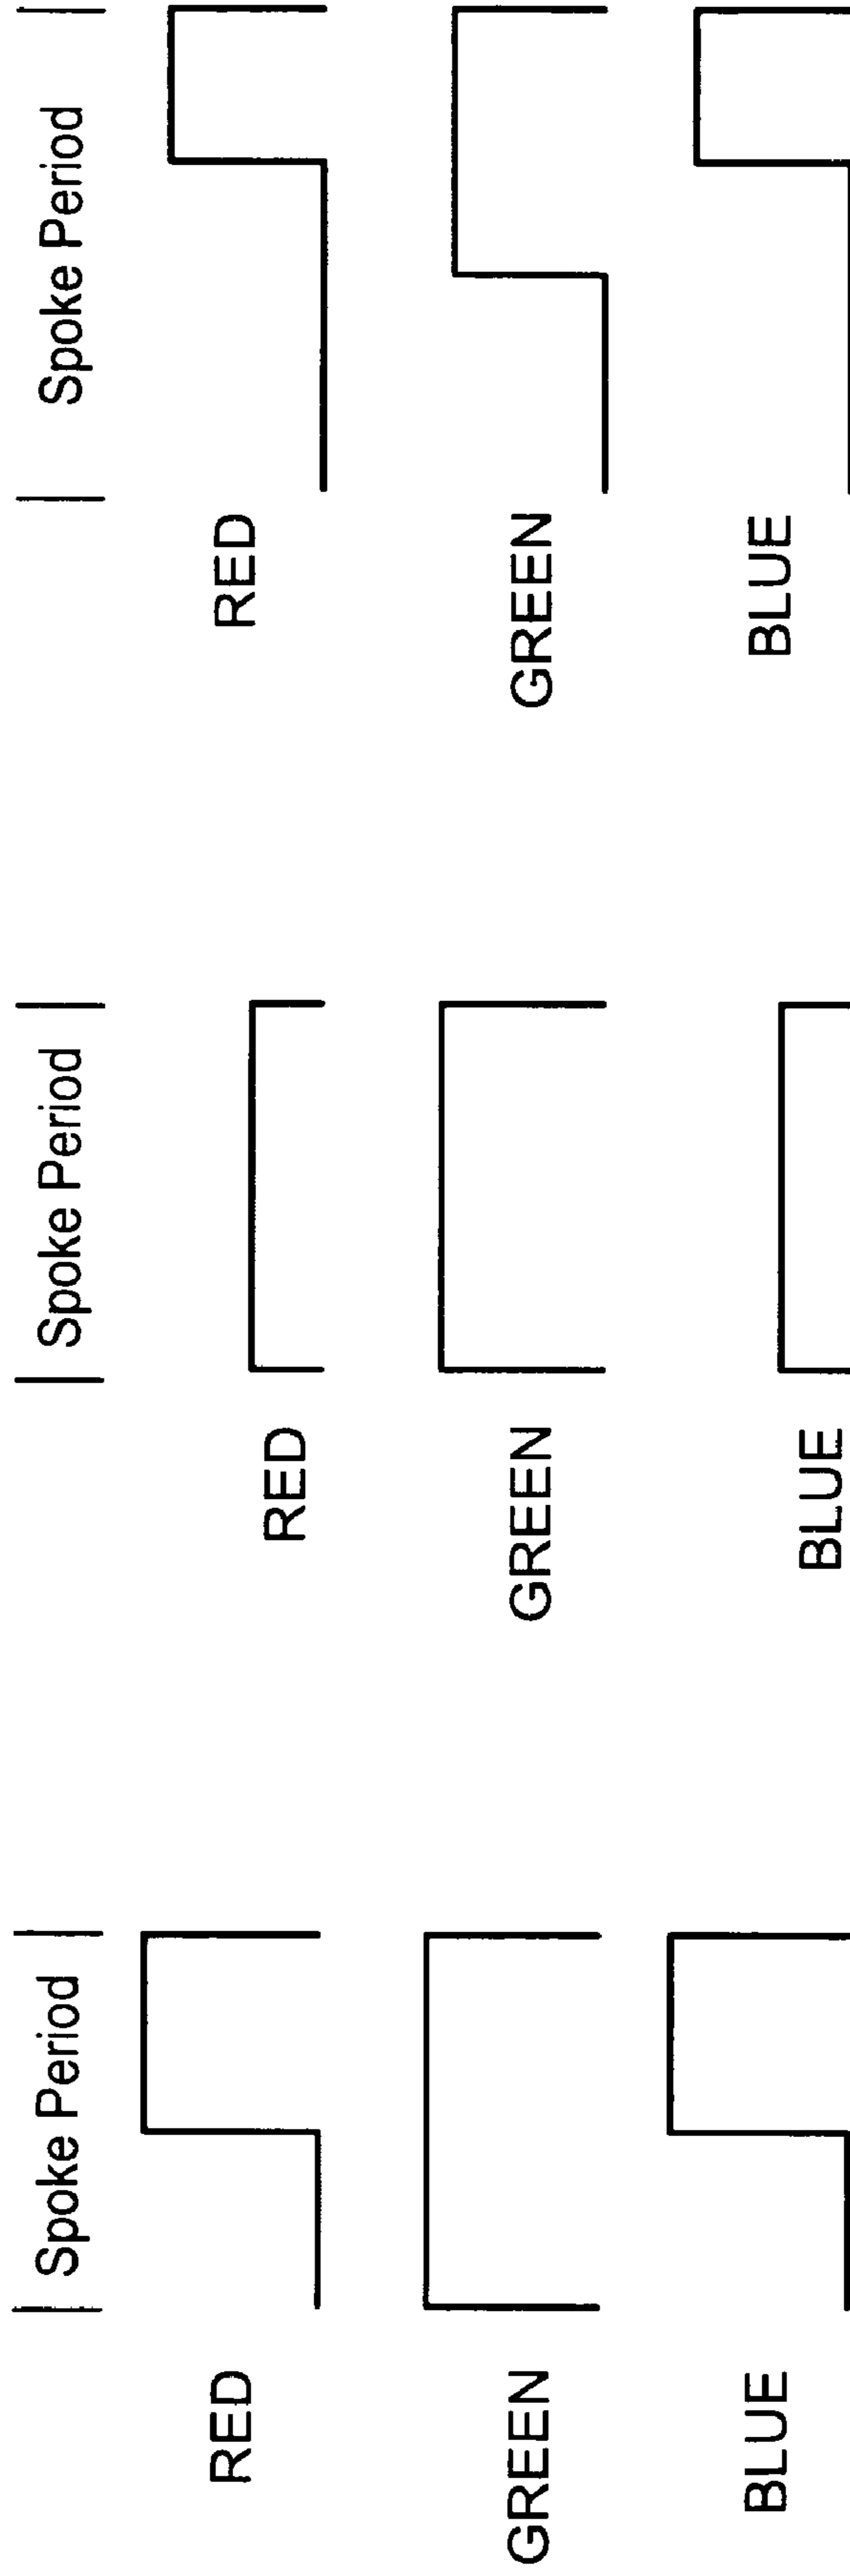 Spoke Period
RED
GREEN
BLUE
Spoke Period
RED
GREEN
BLUE
Spoke Period
RED
GREEN
BLUE